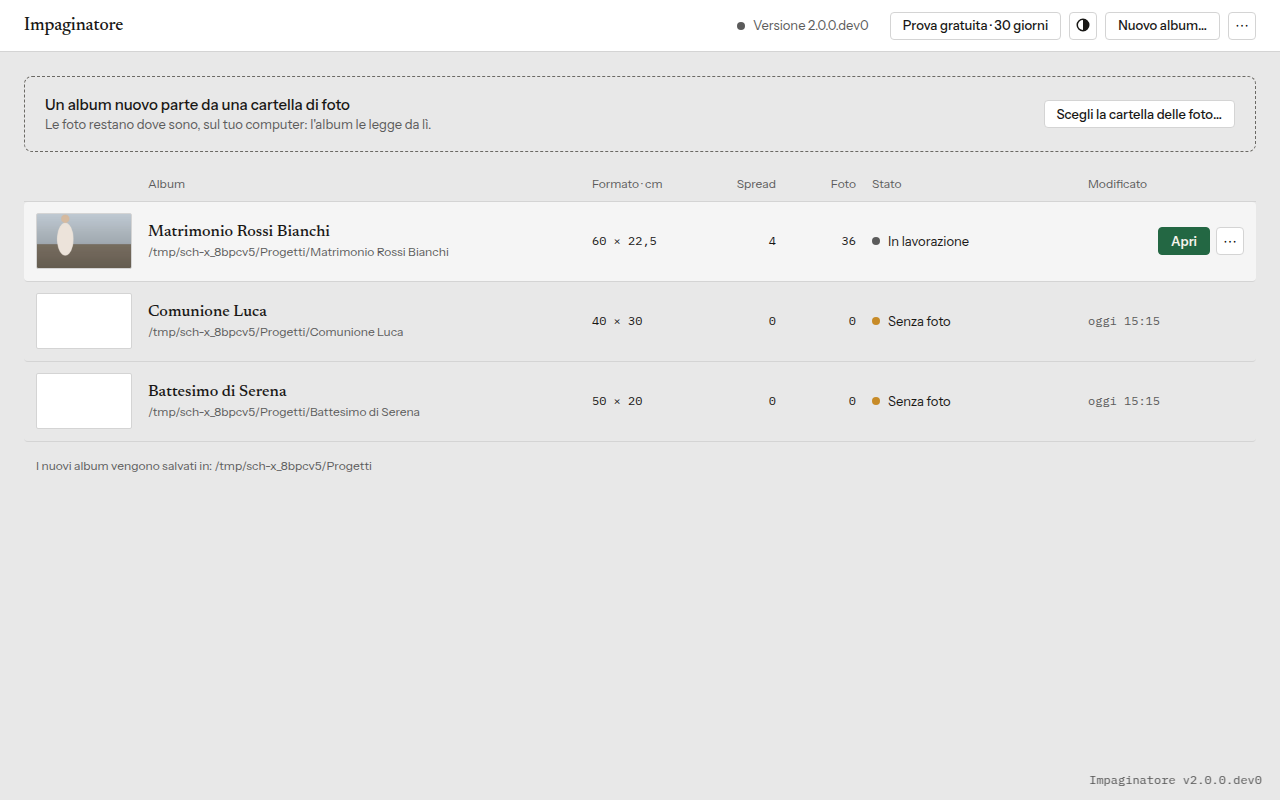 Impaginatore
Versione 2.0.0.dev0
Prova gratuita · 30 giorni
Nuovo album...
...
Un album nuovo parte da una cartella di foto
Le foto restano dove sono, sul tuo computer: l'album le legge da lì.
Scegli la cartella delle foto...
Album Formato · cm Spread Foto Stato Modificato
Matrimonio Rossi Bianchi
/tmp/sch-x_8bpcv5/Progetti/Matrimonio Rossi Bianchi
60 × 22,5 4 36 In lavorazione Apri ...
Comunione Luca
/tmp/sch-x_8bpcv5/Progetti/Comunione Luca
40 × 30 0 0 Senza foto oggi 15:15
Battesimo di Serena
/tmp/sch-x_8bpcv5/Progetti/Battesimo di Serena
50 × 20 0 0 Senza foto oggi 15:15
I nuovi album vengono salvati in: /tmp/sch-x_8bpcv5/Progetti
Impaginatore v2.0.0.dev0